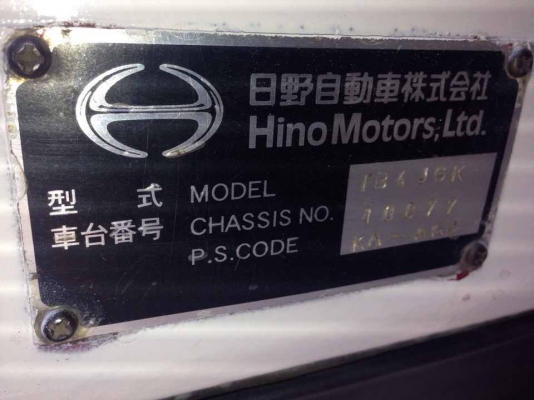 日野自動車株式会社
Hino Motors, Ltd.
型 式 MODEL
車台番号 CHASSIS NO.
P.S.CODE